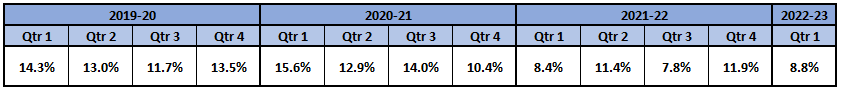 2019-20 2020-21 2021-22 2022-23
Qtr 1 Qtr 2 Qtr 3 Qtr 4 Qtr 1 Qtr 2 Qtr 3 Qtr 4 Qtr 1 Qtr 2 Qtr 3 Qtr 4 Qtr 1
14.3% 13.0% 11.7% 13.5% 15.6% 12.9% 14.0% 10.4% 8.4% 11.4% 7.8% 11.9% 8.8%